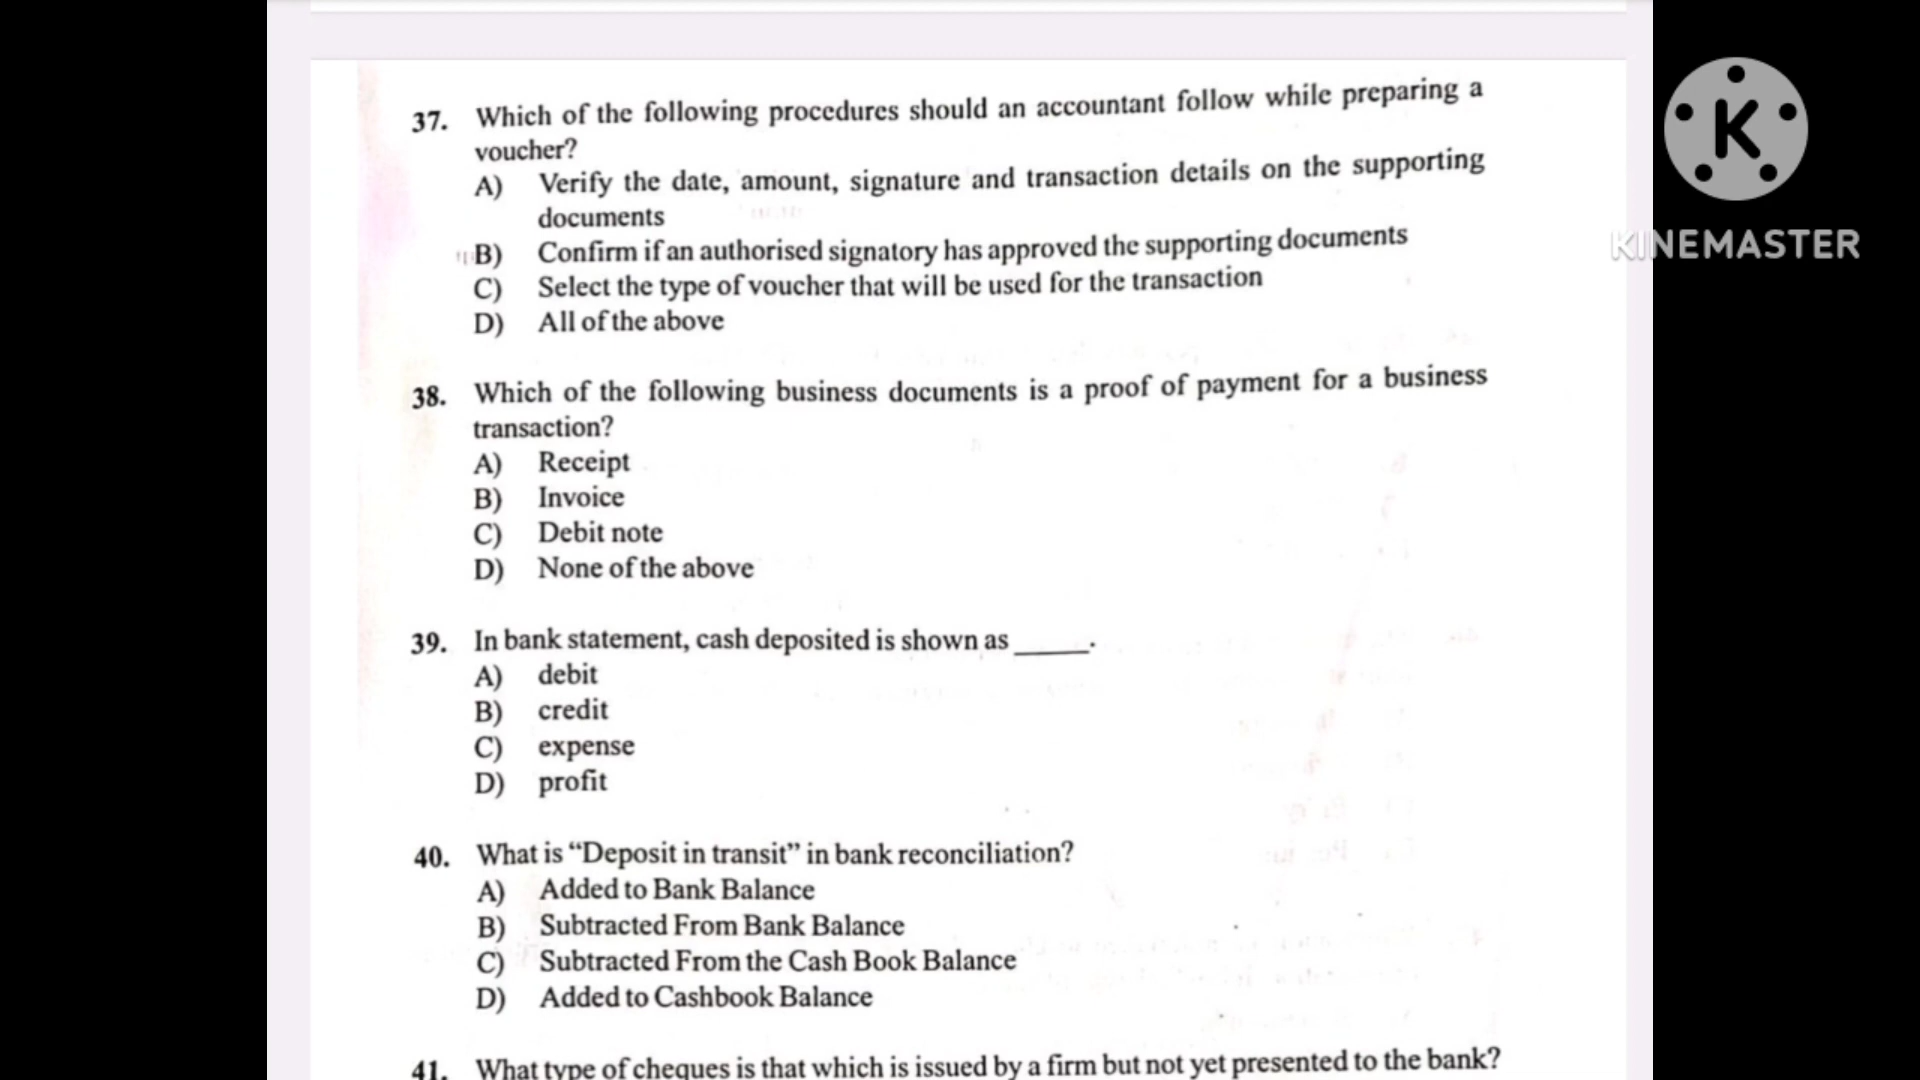 37. Which of the following procedures should an accountant follow while preparing a
voucher?
A) Verify the date, amount, signature and transaction details on the supporting
documents
B) Confirm if an authorised signatory has approved the supporting documents
C) Select the type of voucher that will be used for the transaction
D) All of the above
38. Which of the following business documents is a proof of payment for a business
transaction?
A) Receipt
B) Invoice
C) Debit note
D) None of the above
39. In bank statement, cash deposited is shown as _____.
A) debit
B) credit
C) expense
D) profit
40. What is “Deposit in transit” in bank reconciliation?
A) Added to Bank Balance
B) Subtracted From Bank Balance
C) Subtracted From the Cash Book Balance
D) Added to Cashbook Balance
41. What type of cheques is that which is issued by a firm but not yet presented to the bank?
K
KINEMASTER